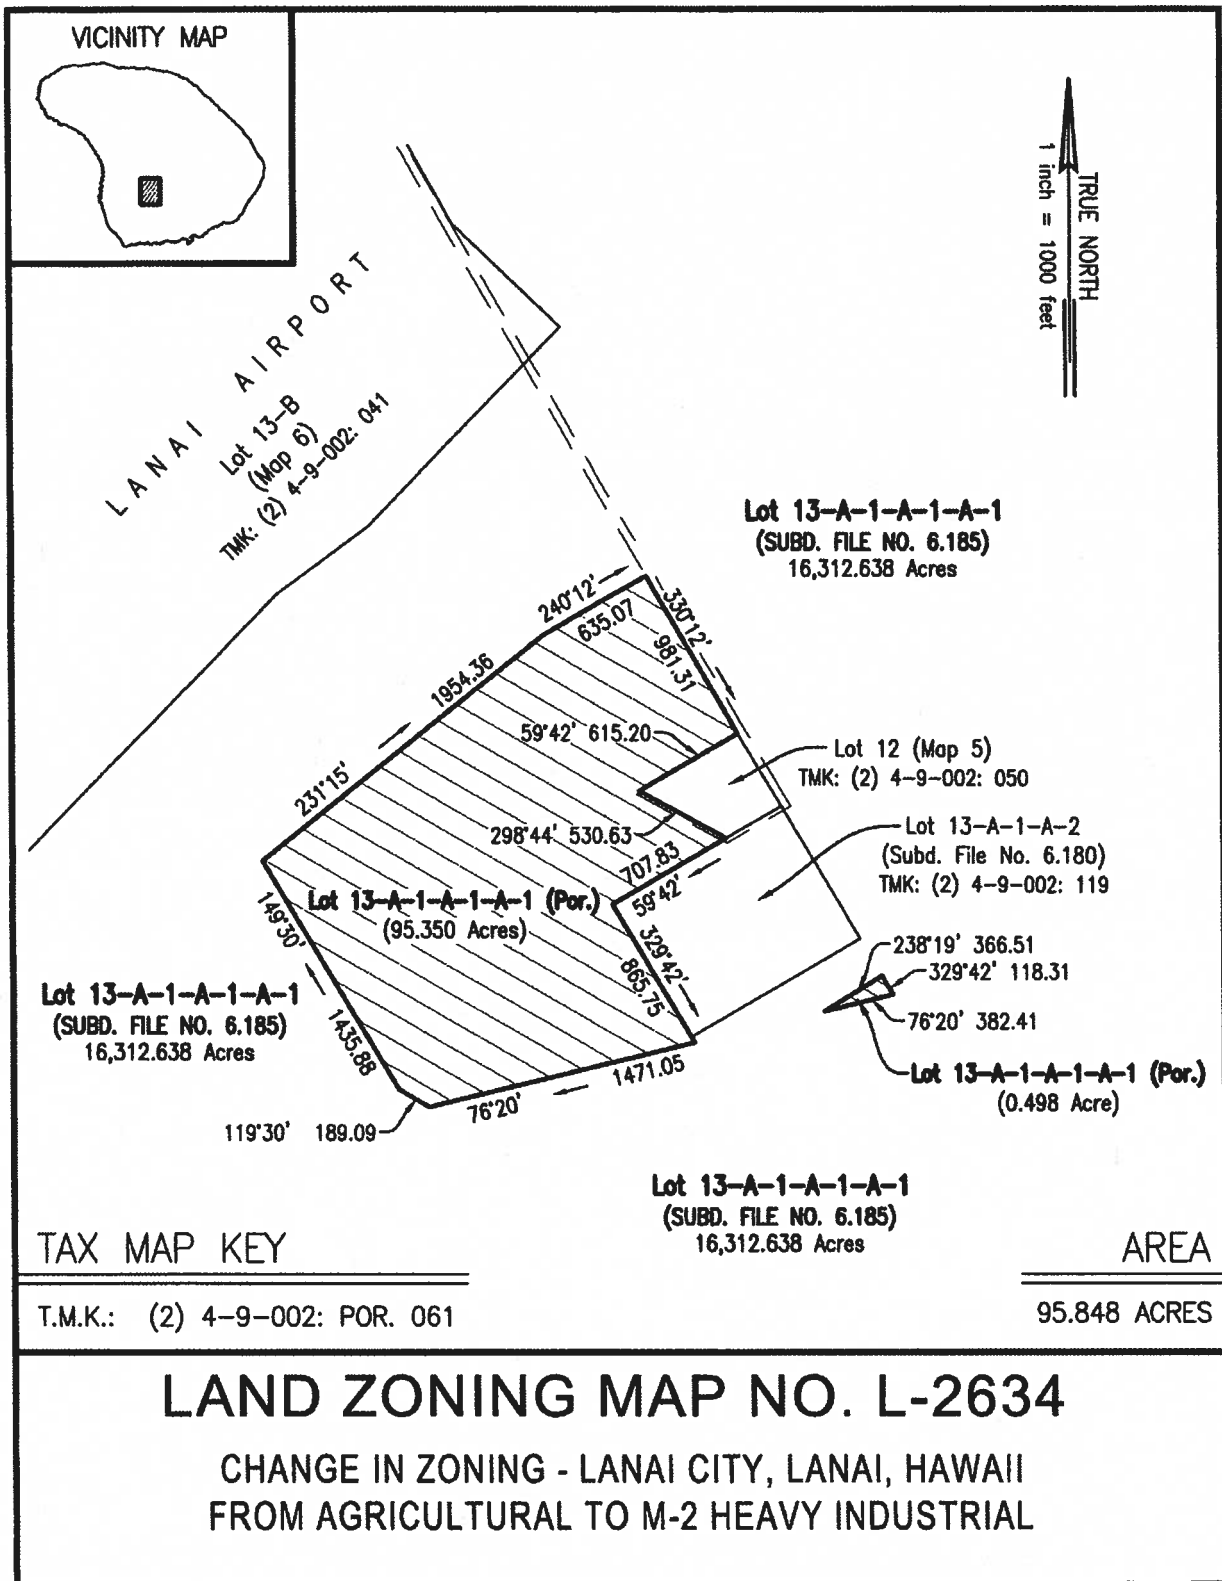 VICINITY MAP
TRUE NORTH
1 inch = 1000 feet
LANAI AIRPORT
Lot 13-B
(Map 6)
TMK: (2) 4-9-002: 041
Lot 13-A-1-A-1-A-1
(SUBD. FILE NO. 6.185)
16,312.638 Acres
240°12'
635.07
330°12'
981.31
1954.36
231°15'
59°42' 615.20
Lot 12 (Map 5)
TMK: (2) 4-9-002: 050
298°44' 530.63
Lot 13-A-1-A-2
(Subd. File No. 6.180)
TMK: (2) 4-9-002: 119
707.83
59°42'
Lot 13-A-1-A-1-A-1 (Por.)
(95.350 Acres)
149°30'
1435.88
329°42'
865.75
238°19' 366.51
329°42' 118.31
76°20' 382.41
Lot 13-A-1-A-1-A-1 (Por.)
(0.498 Acre)
Lot 13-A-1-A-1-A-1
(SUBD. FILE NO. 6.185)
16,312.638 Acres
1471.05
76°20'
119°30' 189.09
Lot 13-A-1-A-1-A-1
(SUBD. FILE NO. 6.185)
16,312.638 Acres
TAX MAP KEY
AREA
T.M.K.: (2) 4-9-002: POR. 061
95.848 ACRES
LAND ZONING MAP NO. L-2634
CHANGE IN ZONING - LANAI CITY, LANAI, HAWAII
FROM AGRICULTURAL TO M-2 HEAVY INDUSTRIAL